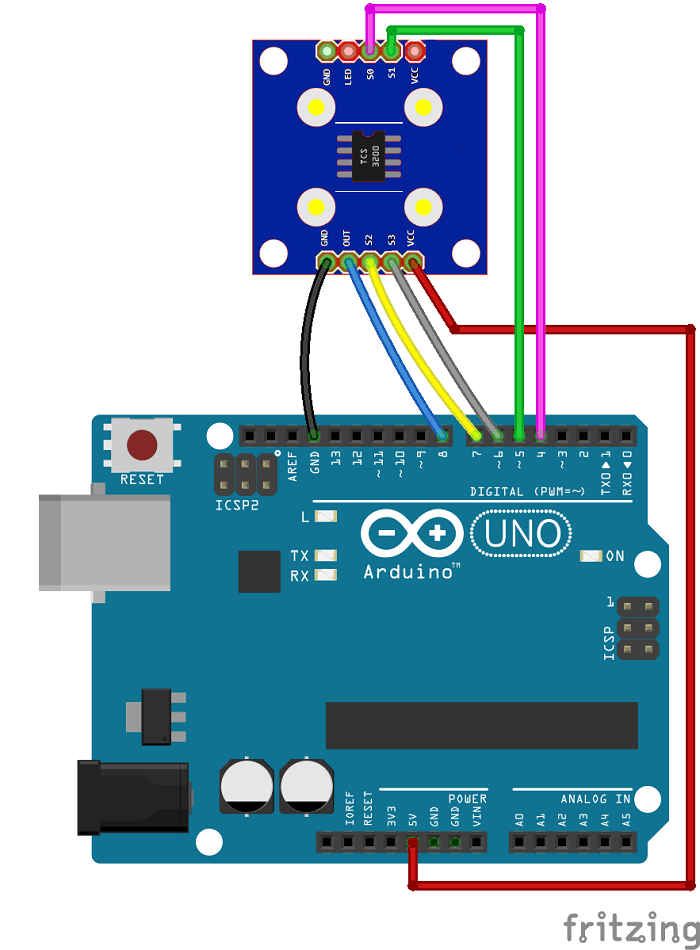 GND LED S0 S1 VCC
TCS
3200
GND OUT S2 S3 VCC
RESET
AREF GND 13 12 ~11 ~10 ~9 8 7 ~6 ~5 4 ~3 2 TX0▶1 RX0◀0
ICSP2
DIGITAL (PWM=~)
L
TX
RX
UNO
ON
Arduino™
1
ICSP
POWER
ANALOG IN
IOREF RESET 3V3 5V GND GND VIN A0 A1 A2 A3 A4 A5
fritzing